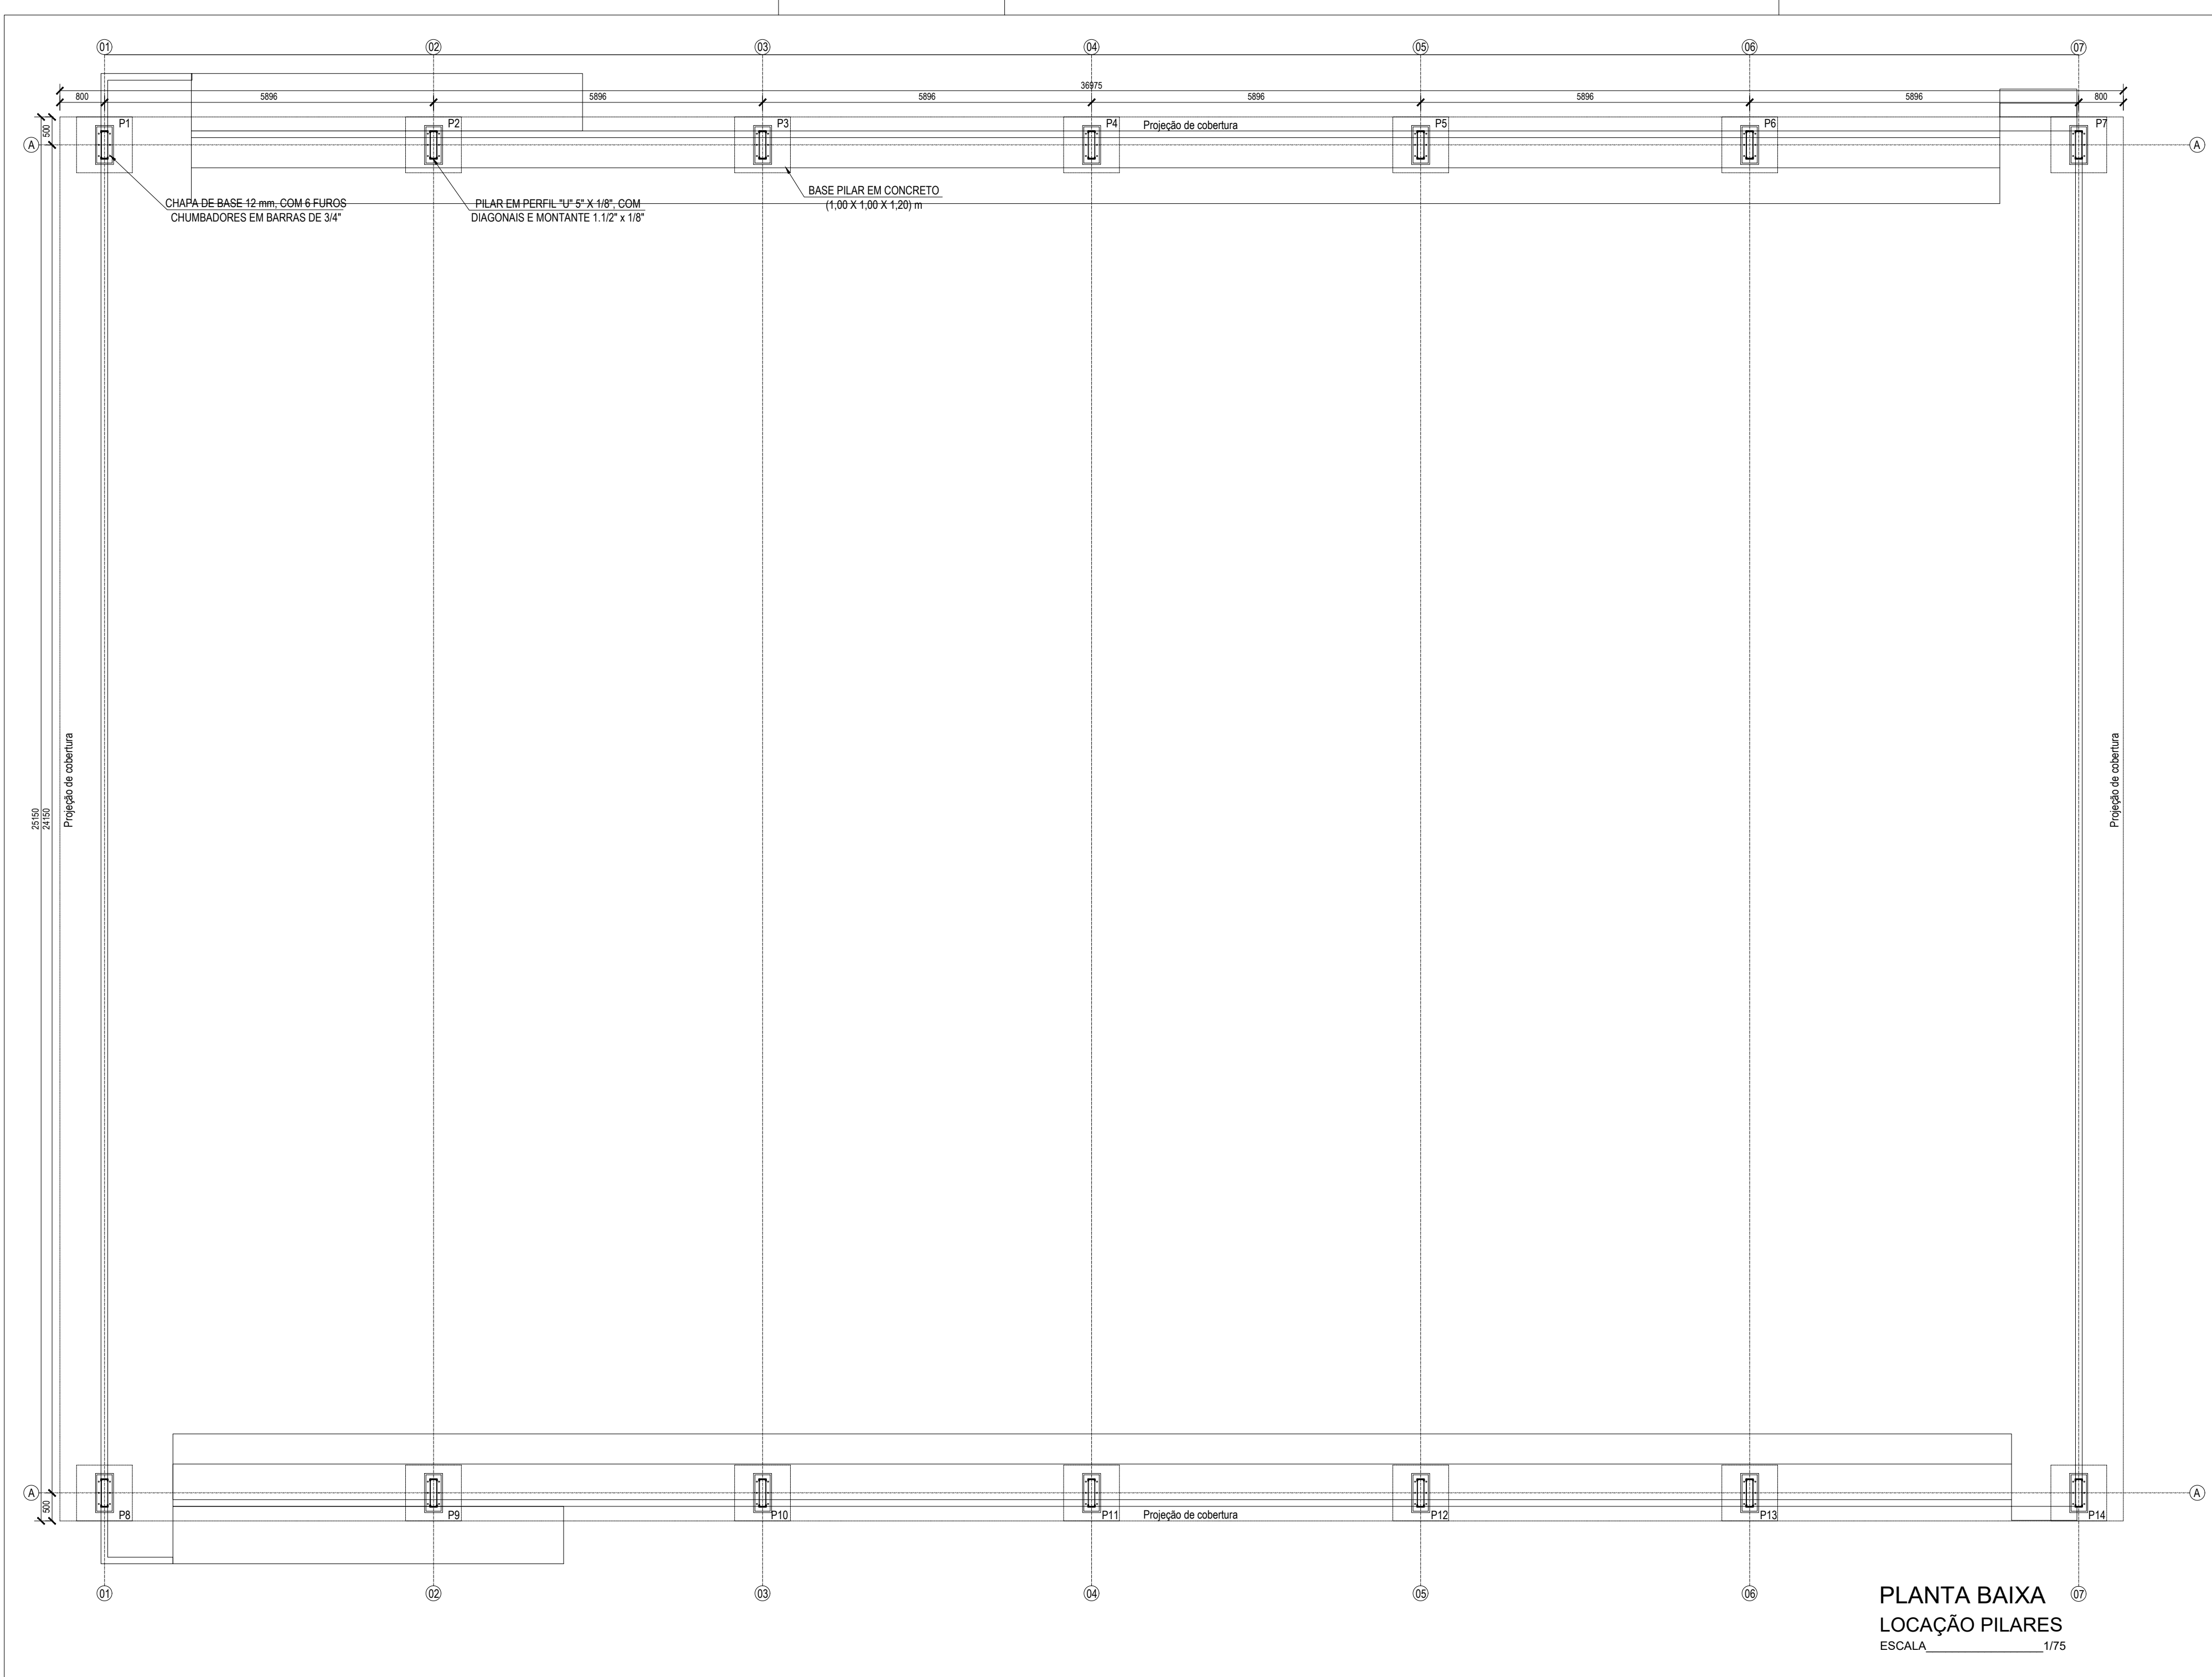 01 02 03 04 05 06 07
36975
800 5896 5896 5896 5896 5896 5896 800
500
P1 P2 P3 P4 Projeção de cobertura P5 P6 P7
A A
CHAPA DE BASE 12 mm, COM 6 FUROS
CHUMBADORES EM BARRAS DE 3/4"
PILAR EM PERFIL "U" 5" X 1/8", COM
DIAGONAIS E MONTANTE 1.1/2" x 1/8"
BASE PILAR EM CONCRETO
(1,00 X 1,00 X 1,20) m
25150
24150
Projeção de cobertura
Projeção de cobertura
A A
500
P8 P9 P10 P11 Projeção de cobertura P12 P13 P14
01 02 03 04 05 06 07
PLANTA BAIXA
LOCAÇÃO PILARES
ESCALA 1/75